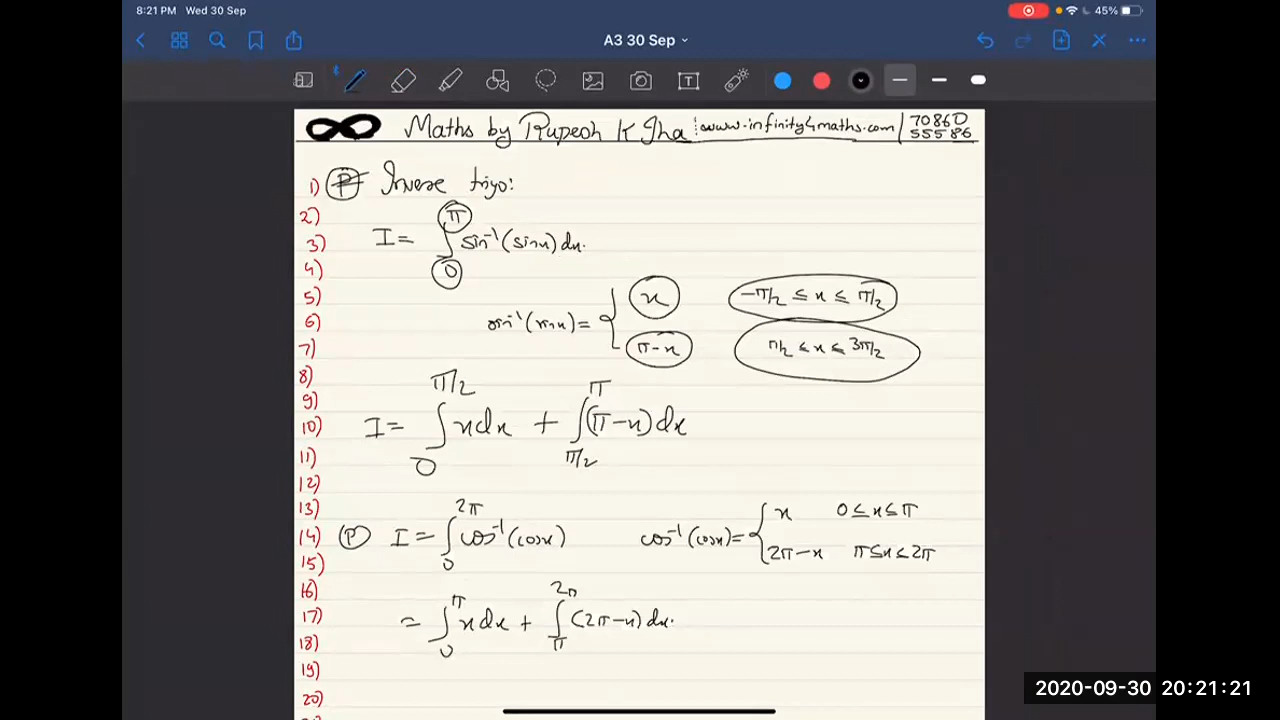 8:21 PM Wed 30 Sep
45%
A3 30 Sep
Maths by Rupesh K Jha www.infinity4maths.com 7086055586
1) P Inverse trigo:
2) π
3) I = ∫ sin⁻¹(sinx) dx.
4) 0
5) x -π/2 ≤ x ≤ π/2
6) sin⁻¹(sinx) = {
7) π-x π/2 ≤ x ≤ 3π/2
8) π/2 π
9)
10) I = ∫ x dx + ∫ (π-x) dx
11) 0 π/2
12)
13) 2π x 0 ≤ x ≤ π
14) P I = ∫ cos⁻¹(cosx) cos⁻¹(cosx) = {
15) 0 2π-x π ≤ x ≤ 2π
16) π 2π
17) = ∫ x dx + ∫ (2π-x) dx.
18) 0 π
19)
20)
2020-09-30 20:21:21